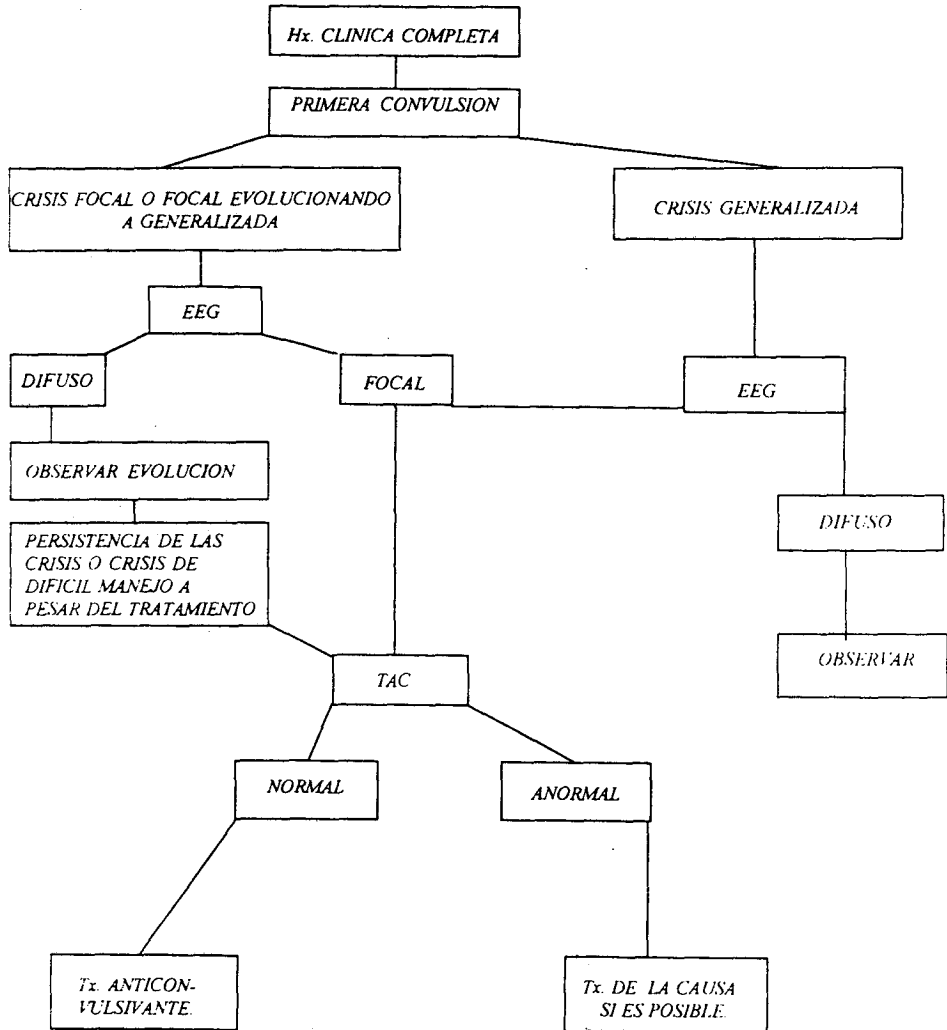 Hx. CLINICA COMPLETA
PRIMERA CONVULSION
CRISIS FOCAL O FOCAL EVOLUCIONANDO
A GENERALIZADA
CRISIS GENERALIZADA
EEG
DIFUSO
FOCAL
EEG
OBSERVAR EVOLUCION
DIFUSO
PERSISTENCIA DE LAS
CRISIS O CRISIS DE
DIFICIL MANEJO A
PESAR DEL TRATAMIENTO
OBSERVAR
TAC
NORMAL
ANORMAL
Tx. ANTICON-
VULSIVANTE.
Tx. DE LA CAUSA
SI ES POSIBLE.